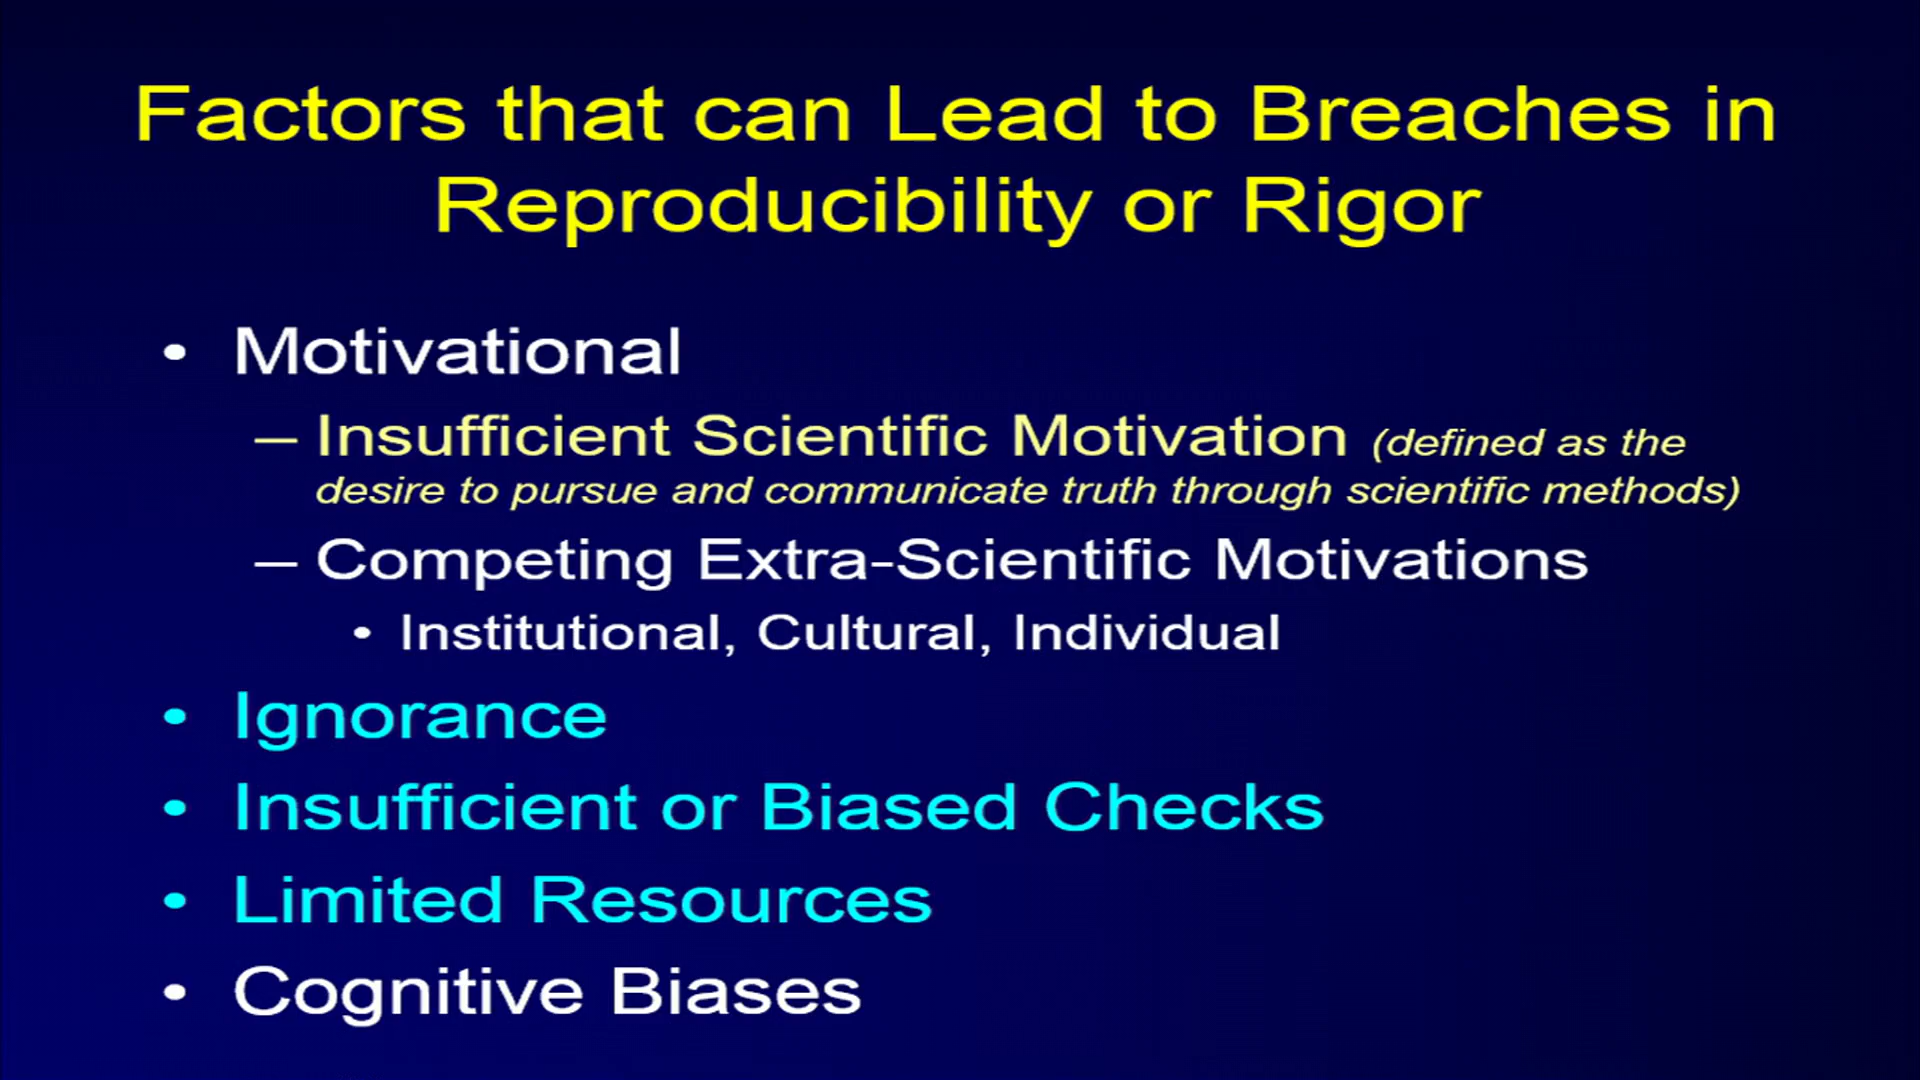 Factors that can Lead to Breaches in
Reproducibility or Rigor
• Motivational
– Insufficient Scientific Motivation (defined as the
desire to pursue and communicate truth through scientific methods)
– Competing Extra-Scientific Motivations
• Institutional, Cultural, Individual
• Ignorance
• Insufficient or Biased Checks
• Limited Resources
• Cognitive Biases